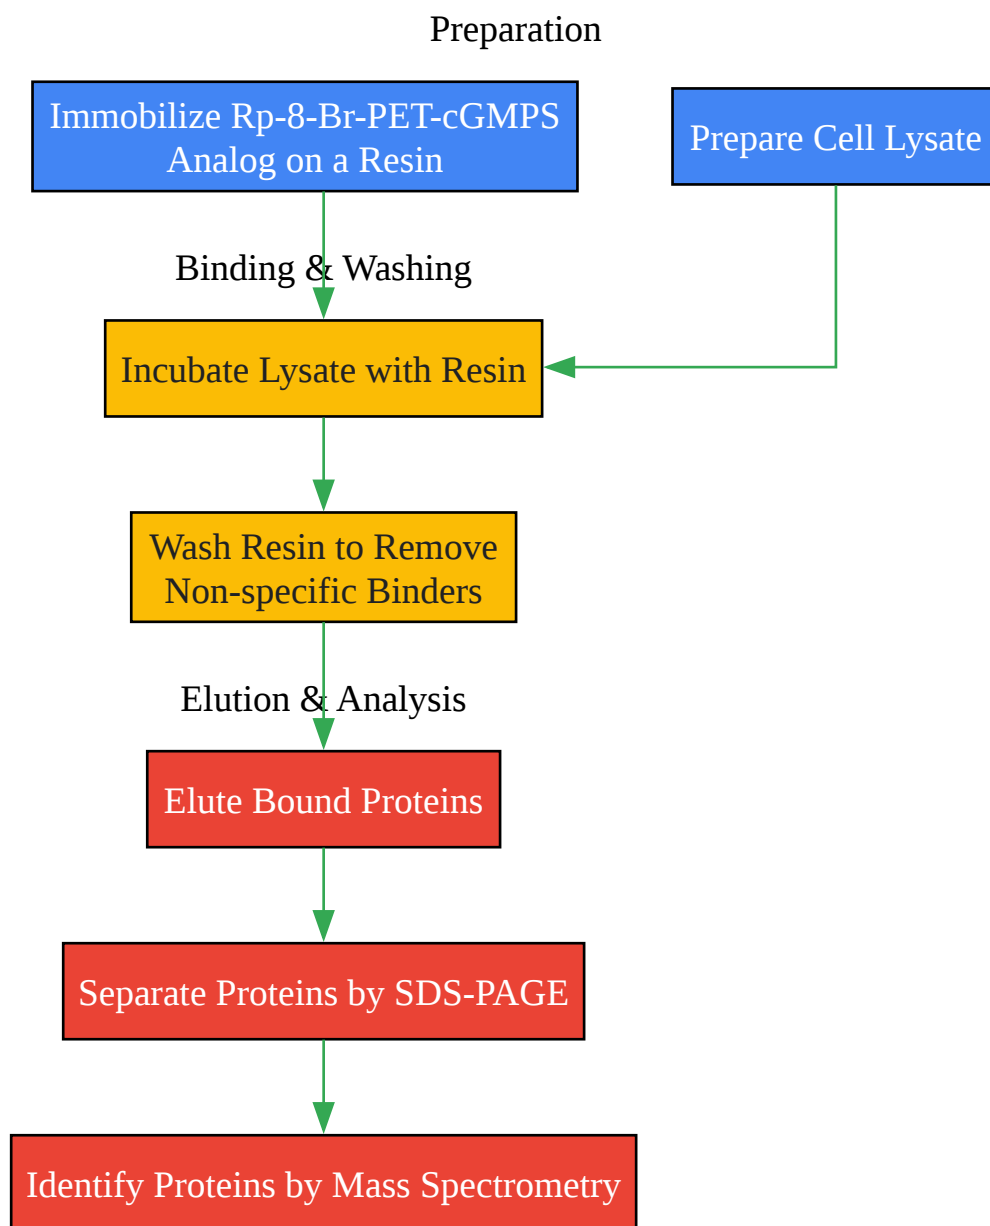 Preparation
Immobilize Rp-8-Br-PET-cGMPS
Analog on a Resin
Prepare Cell Lysate
Binding & Washing
Incubate Lysate with Resin
Wash Resin to Remove
Non-specific Binders
Elution & Analysis
Elute Bound Proteins
Separate Proteins by SDS-PAGE
Identify Proteins by Mass Spectrometry